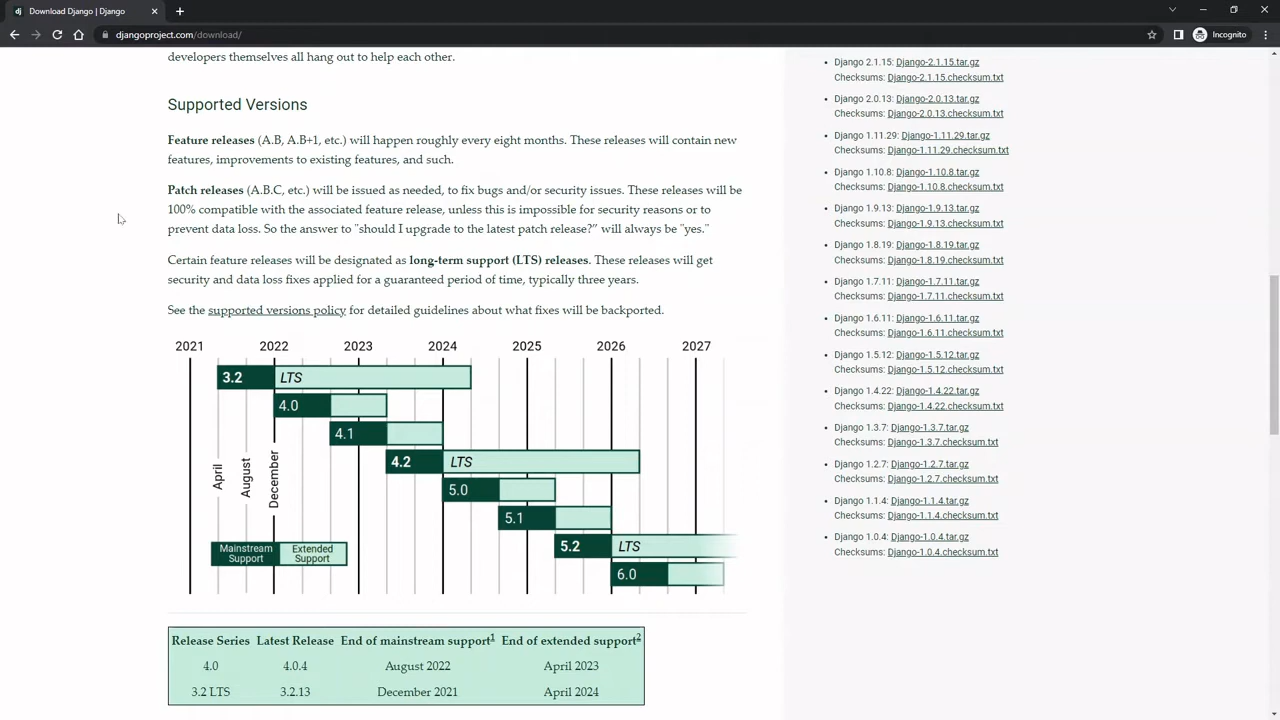 Download Django | Django
djangoproject.com/download/
Incognito
developers themselves all hang out to help each other.
Supported Versions
Feature releases (A.B, A.B+1, etc.) will happen roughly every eight months. These releases will contain new
features, improvements to existing features, and such.
Patch releases (A.B.C, etc.) will be issued as needed, to fix bugs and/or security issues. These releases will be
100% compatible with the associated feature release, unless this is impossible for security reasons or to
prevent data loss. So the answer to "should I upgrade to the latest patch release?” will always be "yes."
Certain feature releases will be designated as long-term support (LTS) releases. These releases will get
security and data loss fixes applied for a guaranteed period of time, typically three years.
See the supported versions policy for detailed guidelines about what fixes will be backported.
2021 2022 2023 2024 2025 2026 2027
3.2 LTS
4.0
4.1
4.2 LTS
5.0
5.1
5.2 LTS
6.0
April
August
December
Mainstream
Support
Extended
Support
Release Series Latest Release End of mainstream support1 End of extended support2
4.0 4.0.4 August 2022 April 2023
3.2 LTS 3.2.13 December 2021 April 2024
Django 2.1.15: Django-2.1.15.tar.gz
Checksums: Django-2.1.15.checksum.txt
Django 2.0.13: Django-2.0.13.tar.gz
Checksums: Django-2.0.13.checksum.txt
Django 1.11.29: Django-1.11.29.tar.gz
Checksums: Django-1.11.29.checksum.txt
Django 1.10.8: Django-1.10.8.tar.gz
Checksums: Django-1.10.8.checksum.txt
Django 1.9.13: Django-1.9.13.tar.gz
Checksums: Django-1.9.13.checksum.txt
Django 1.8.19: Django-1.8.19.tar.gz
Checksums: Django-1.8.19.checksum.txt
Django 1.7.11: Django-1.7.11.tar.gz
Checksums: Django-1.7.11.checksum.txt
Django 1.6.11: Django-1.6.11.tar.gz
Checksums: Django-1.6.11.checksum.txt
Django 1.5.12: Django-1.5.12.tar.gz
Checksums: Django-1.5.12.checksum.txt
Django 1.4.22: Django-1.4.22.tar.gz
Checksums: Django-1.4.22.checksum.txt
Django 1.3.7: Django-1.3.7.tar.gz
Checksums: Django-1.3.7.checksum.txt
Django 1.2.7: Django-1.2.7.tar.gz
Checksums: Django-1.2.7.checksum.txt
Django 1.1.4: Django-1.1.4.tar.gz
Checksums: Django-1.1.4.checksum.txt
Django 1.0.4: Django-1.0.4.tar.gz
Checksums: Django-1.0.4.checksum.txt